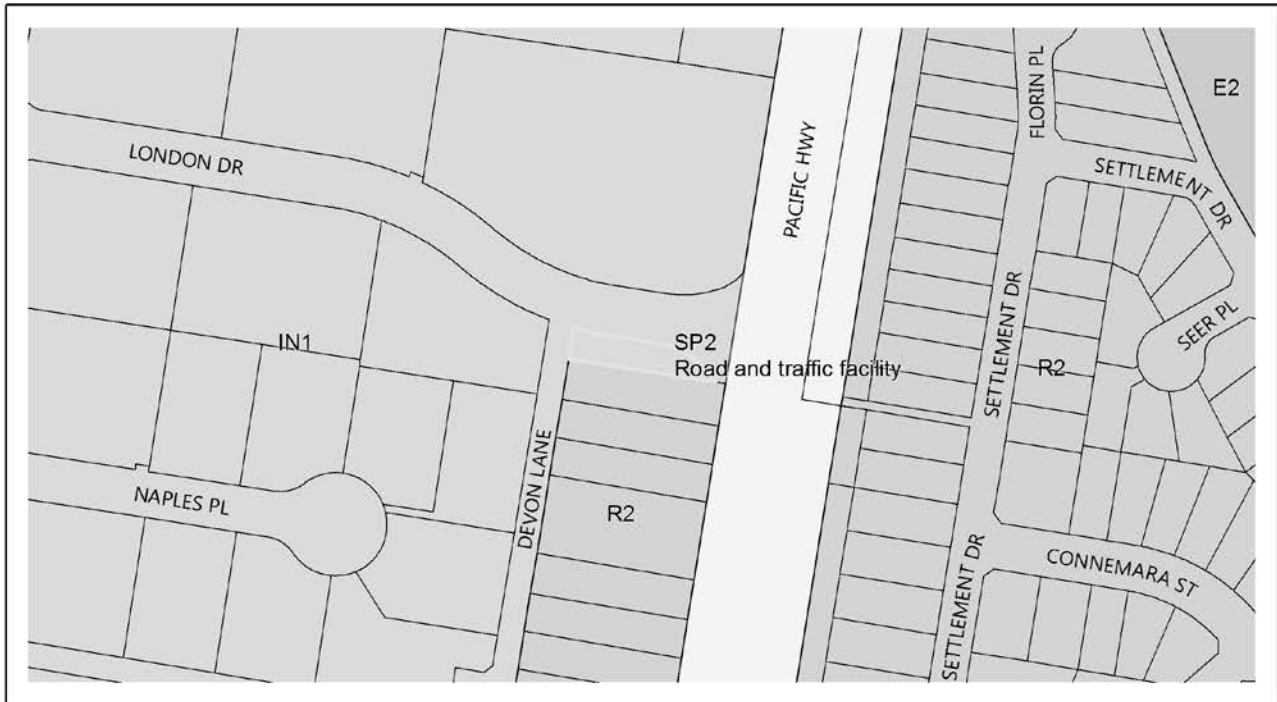 E2
FLORIN PL
LONDON DR
SETTLEMENT DR
PACIFIC HWY
SETTLEMENT DR
SEER PL
IN1
SP2
Road and traffic facility
R2
DEVON LANE
NAPLES PL
R2
SETTLEMENT DR
CONNEMARA ST